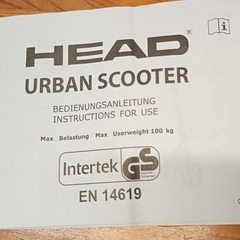 HEAD®
URBAN SCOOTER
BEDIENUNGSANLEITUNG
INSTRUCTIONS FOR USE
Max. Belastung / Max. Userweight 100 kg
Intertek GS
EN 14619